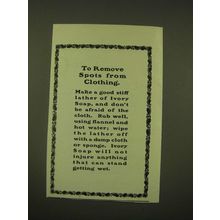 To Remove
Spots from
Clothing.
Make a good stiff
lather of Ivory
Soap, and don't
be afraid of the
cloth. Rub well,
using flannel and
hot water; wipe
the lather off
with a damp cloth
or sponge. Ivory
Soap will not
injure anything
that can stand
getting wet.